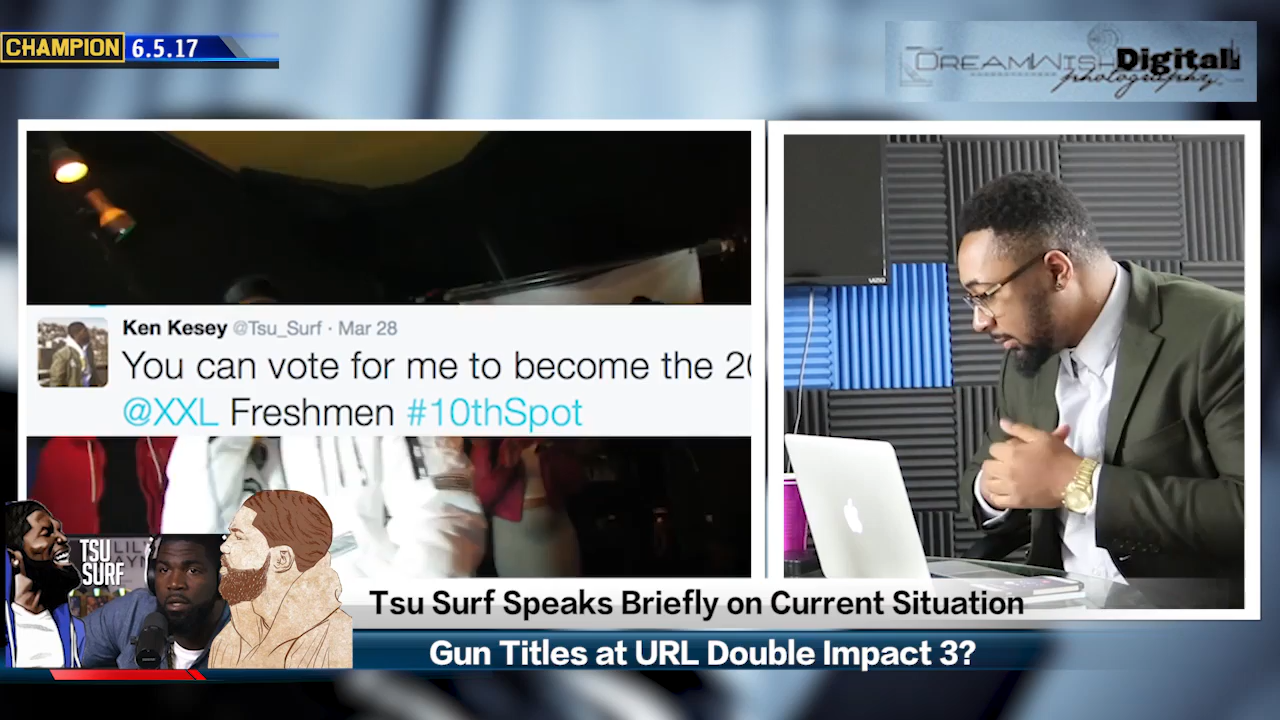 CHAMPION 6.5.17
DREAMWISH
Digital
photography
VIZIO
Ken Kesey @Tsu_Surf · Mar 28
You can vote for me to become the 20
@XXL Freshmen #10thSpot
TSU
SURF
Tsu Surf Speaks Briefly on Current Situation
Gun Titles at URL Double Impact 3?